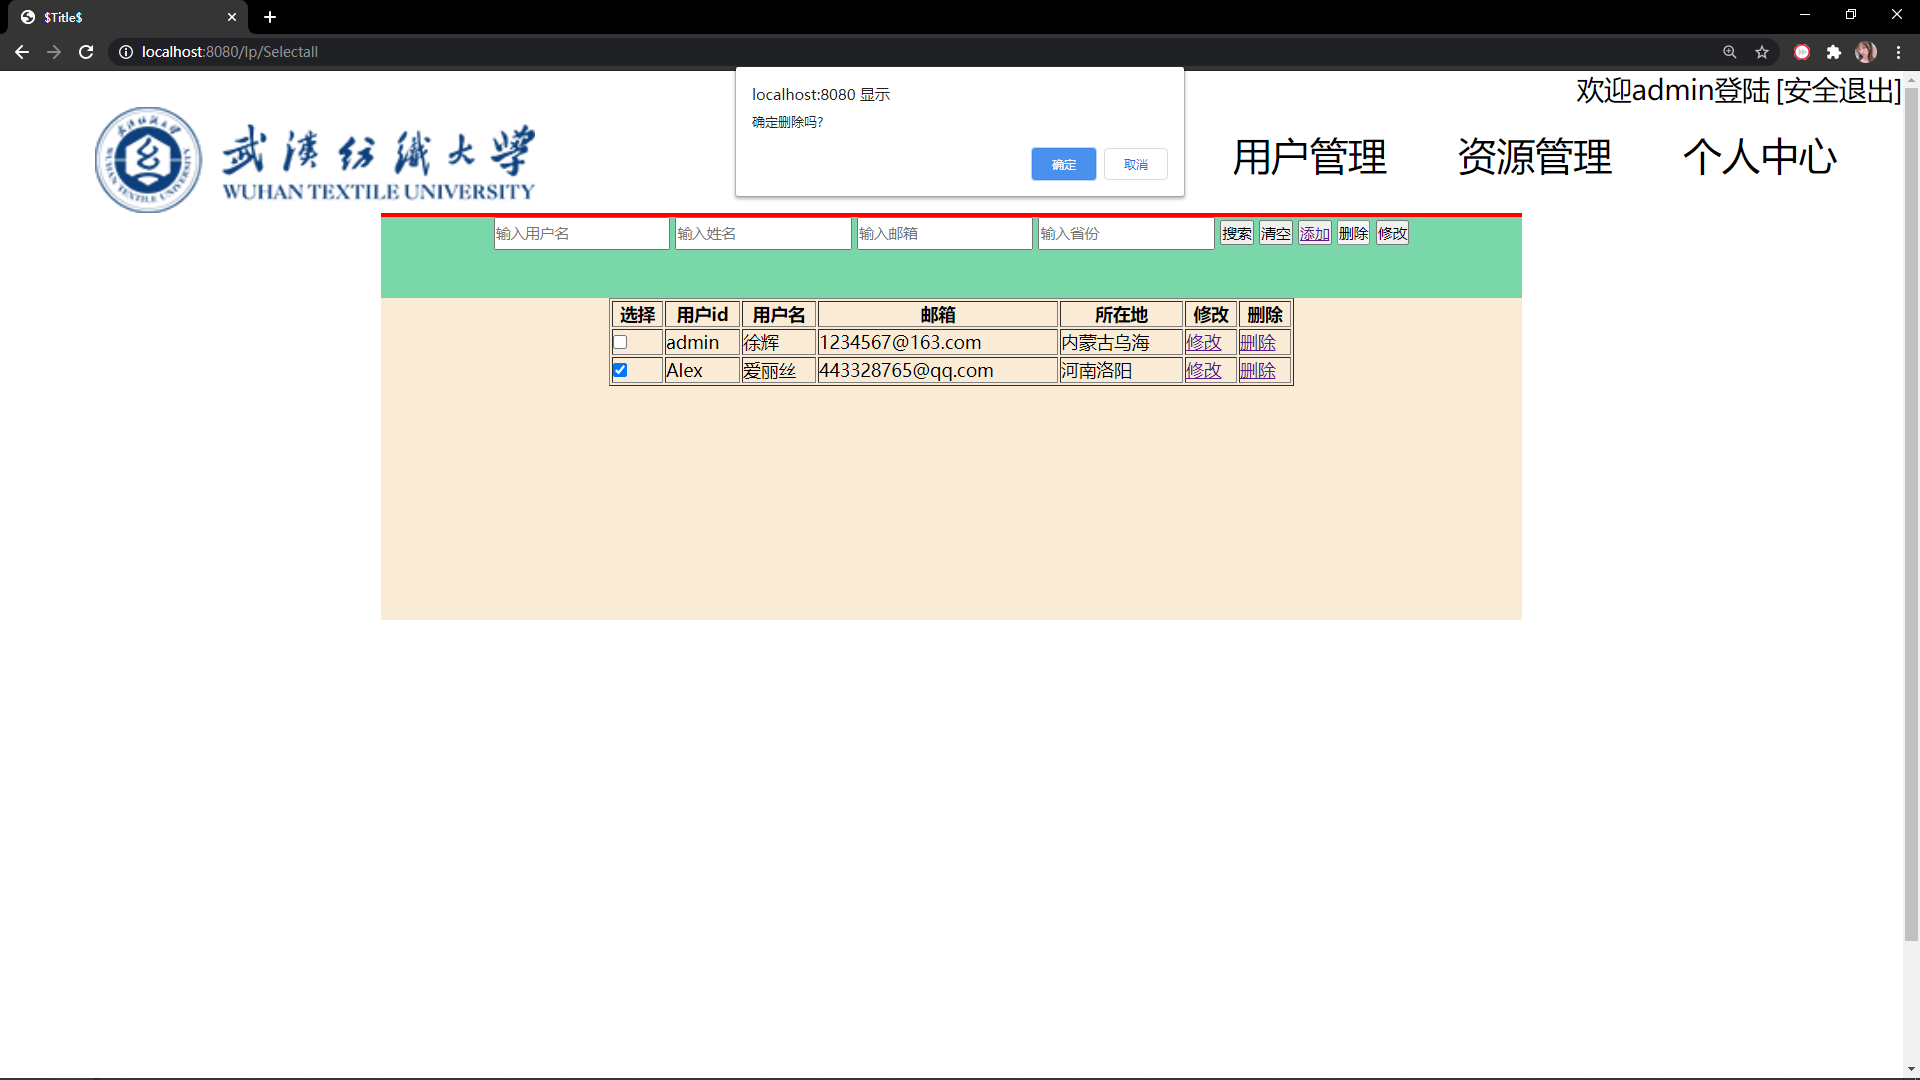 $Title$
localhost:8080/lp/Selectall
localhost:8080 显示
确定删除吗?
确定 取消
欢迎admin登陆 [安全退出]
武汉纺织大学
WUHAN TEXTILE UNIVERSITY
用户管理 资源管理 个人中心
输入用户名 输入姓名 输入邮箱 输入省份 搜索 清空 添加 删除 修改
选择 用户id 用户名 邮箱 所在地 修改 删除
admin 徐辉 1234567@163.com 内蒙古乌海 修改 删除
Alex 爱丽丝 443328765@qq.com 河南洛阳 修改 删除